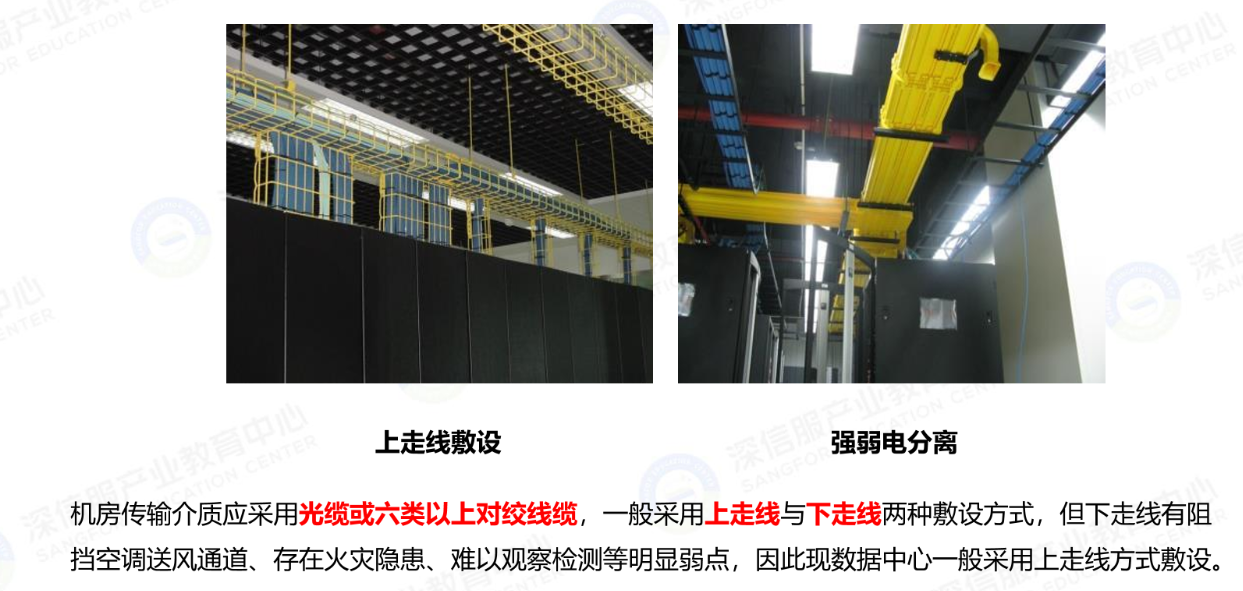 上走线敷设
强弱电分离
机房传输介质应采用光缆或六类以上对绞线缆，一般采用上走线与下走线两种敷设方式，但下走线有阻
挡空调送风通道、存在火灾隐患、难以观察检测等明显弱点，因此现数据中心一般采用上走线方式敷设。
深信服产业教育中心
SANGFOR EDUCATION CENTER